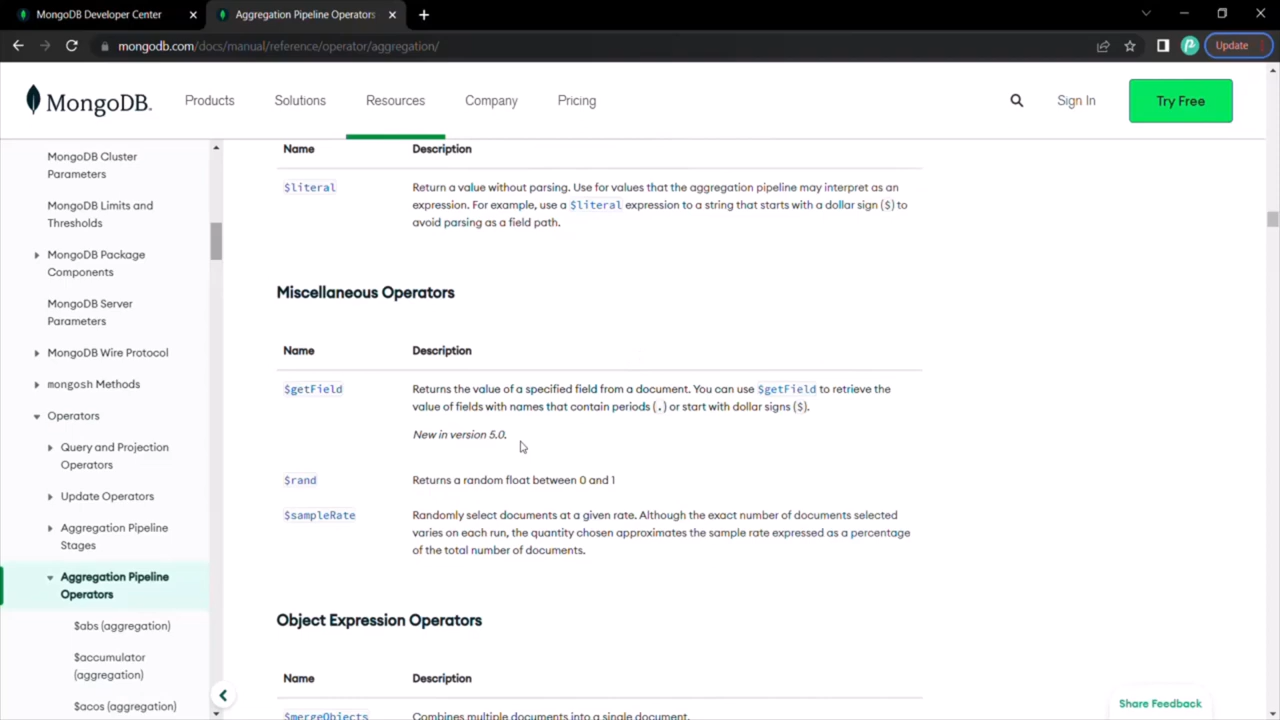 MongoDB Developer Center
Aggregation Pipeline Operators
mongodb.com/docs/manual/reference/operator/aggregation/
Update
MongoDB.
Products
Solutions
Resources
Company
Pricing
Sign In
Try Free
MongoDB Cluster
Parameters
MongoDB Limits and
Thresholds
MongoDB Package
Components
MongoDB Server
Parameters
MongoDB Wire Protocol
mongosh Methods
Operators
Query and Projection
Operators
Update Operators
Aggregation Pipeline
Stages
Aggregation Pipeline
Operators
$abs (aggregation)
$accumulator
(aggregation)
$acos (aggregation)
Name Description
$literal Return a value without parsing. Use for values that the aggregation pipeline may interpret as an
expression. For example, use a $literal expression to a string that starts with a dollar sign ($) to
avoid parsing as a field path.
Miscellaneous Operators
Name Description
$getField Returns the value of a specified field from a document. You can use $getField to retrieve the
value of fields with names that contain periods (.) or start with dollar signs ($).
New in version 5.0.
$rand Returns a random float between 0 and 1
$sampleRate Randomly select documents at a given rate. Although the exact number of documents selected
varies on each run, the quantity chosen approximates the sample rate expressed as a percentage
of the total number of documents.
Object Expression Operators
Name Description
$mergeObjects Combines multiple documents into a single document.
Share Feedback